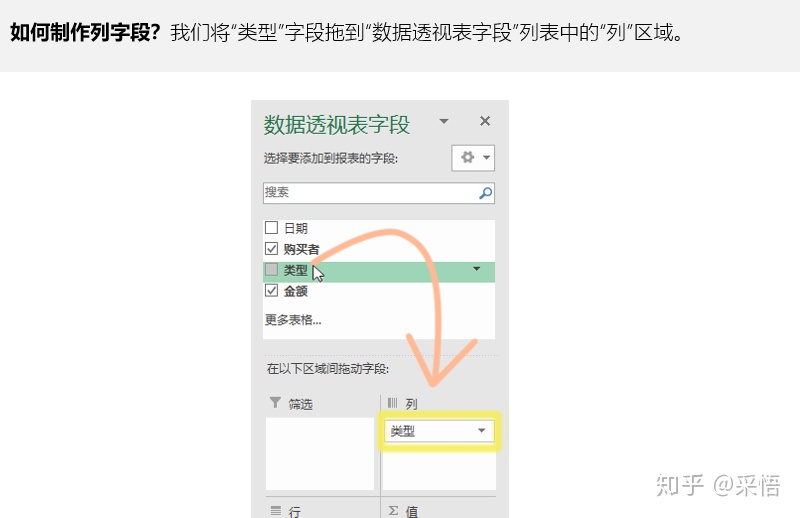 如何制作列字段？我们将“类型”字段拖到“数据透视表字段”列表中的“列”区域。
数据透视表字段
选择要添加到报表的字段:
搜索
日期
购买者
类型
金额
更多表格...
在以下区域间拖动字段:
筛选
列
类型
行
Σ 值
知乎 @采悟